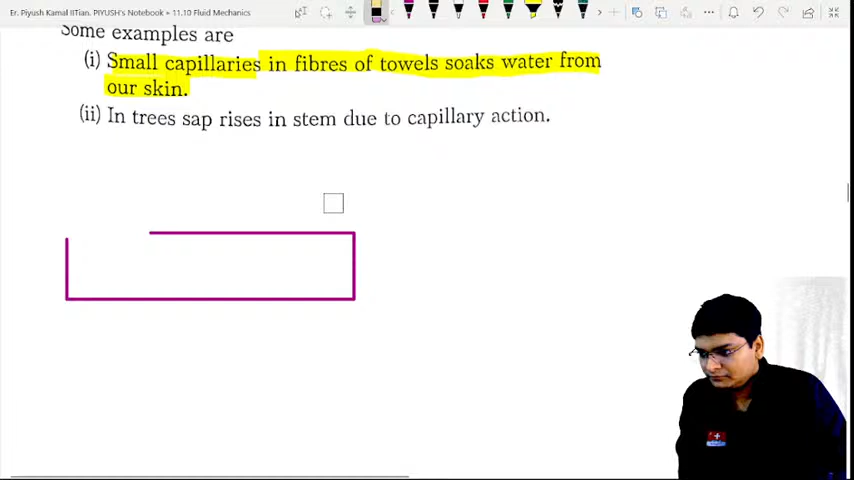 Er. Piyush Kamal IITian. PIYUSH's Notebook » 11.10 Fluid Mechanics
Some examples are
(i) Small capillaries in fibres of towels soaks water from
our skin.
(ii) In trees sap rises in stem due to capillary action.